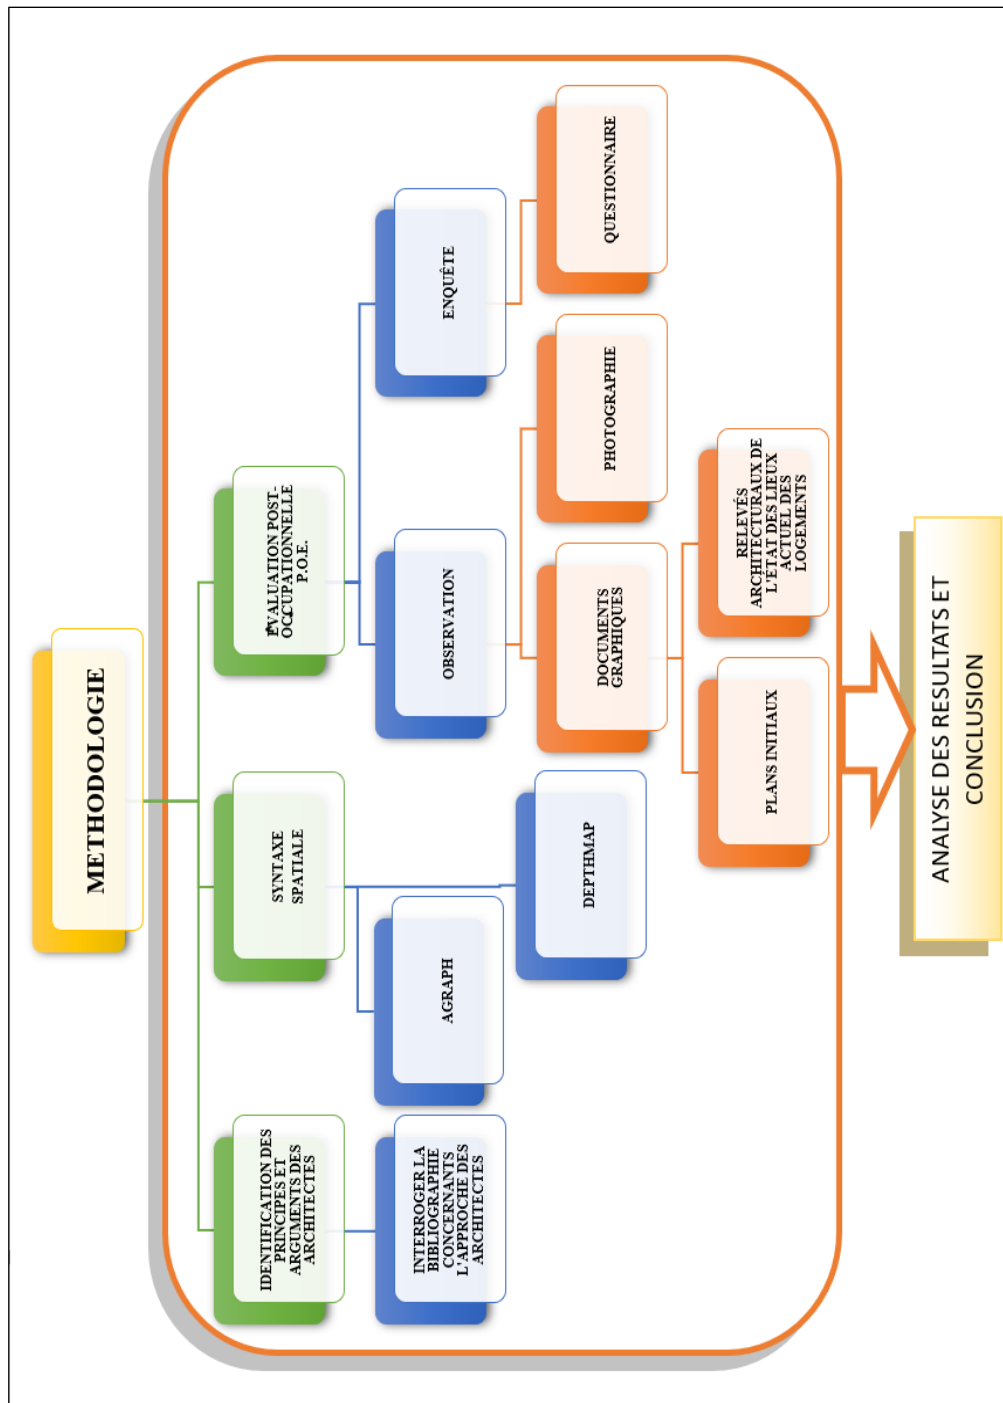 METHODOLOGIE
IDENTIFICATION DES
PRINCIPES ET
ARGUMENTS DES
ARCHITECTES
SYNTAXE
SPATIALE
ÉVALUATION POST-
OCCUPATIONNELLE
P.O.E.
INTERROGER LA
BIBLIOGRAPHIE
CONCERNANTS
L'APPROCHE DES
ARCHITECTES
AGRAPH
OBSERVATION
ENQUÊTE
DEPTHMAP
DOCUMENTS
GRAPHIQUES
PHOTOGRAPHIE
QUESTIONNAIRE
PLANS INITIAUX
RELEVÉS
ARCHITECTURAUX DE
L'ÉTAT DES LIEUX
ACTUEL DES
LOGEMENTS
ANALYSE DES RESULTATS ET
CONCLUSION